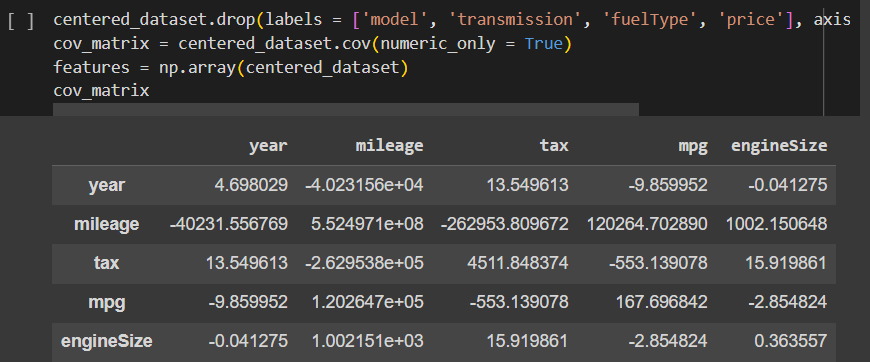 [ ] centered_dataset.drop(labels = ['model', 'transmission', 'fuelType', 'price'], axis
cov_matrix = centered_dataset.cov(numeric_only = True)
features = np.array(centered_dataset)
cov_matrix
year mileage tax mpg engineSize
year 4.698029 -4.023156e+04 13.549613 -9.859952 -0.041275
mileage -40231.556769 5.524971e+08 -262953.809672 120264.702890 1002.150648
tax 13.549613 -2.629538e+05 4511.848374 -553.139078 15.919861
mpg -9.859952 1.202647e+05 -553.139078 167.696842 -2.854824
engineSize -0.041275 1.002151e+03 15.919861 -2.854824 0.363557